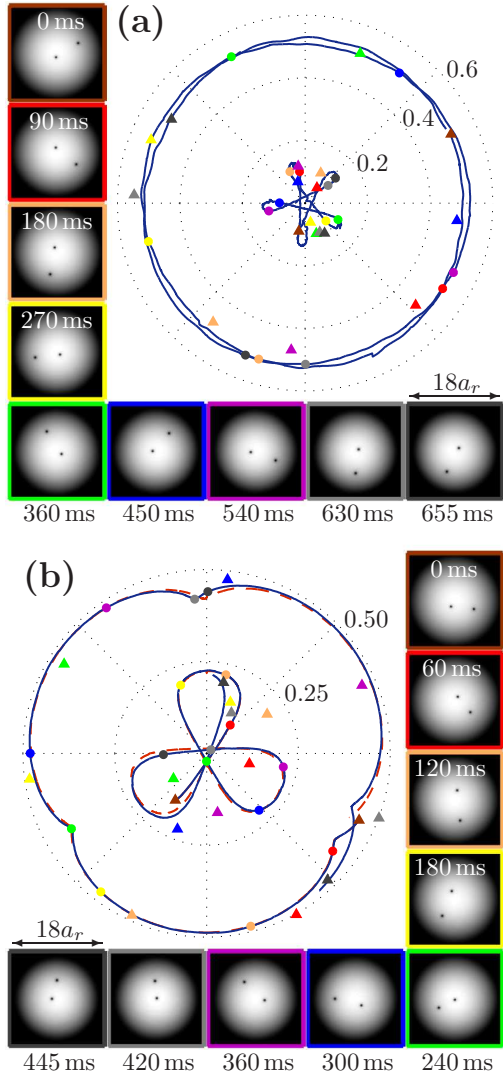 0 ms
(a)
0.6
90 ms
0.4
0.2
180 ms
270 ms
18a_r
360 ms
450 ms
540 ms
630 ms
655 ms
(b)
0 ms
0.50
60 ms
0.25
120 ms
180 ms
18a_r
445 ms
420 ms
360 ms
300 ms
240 ms